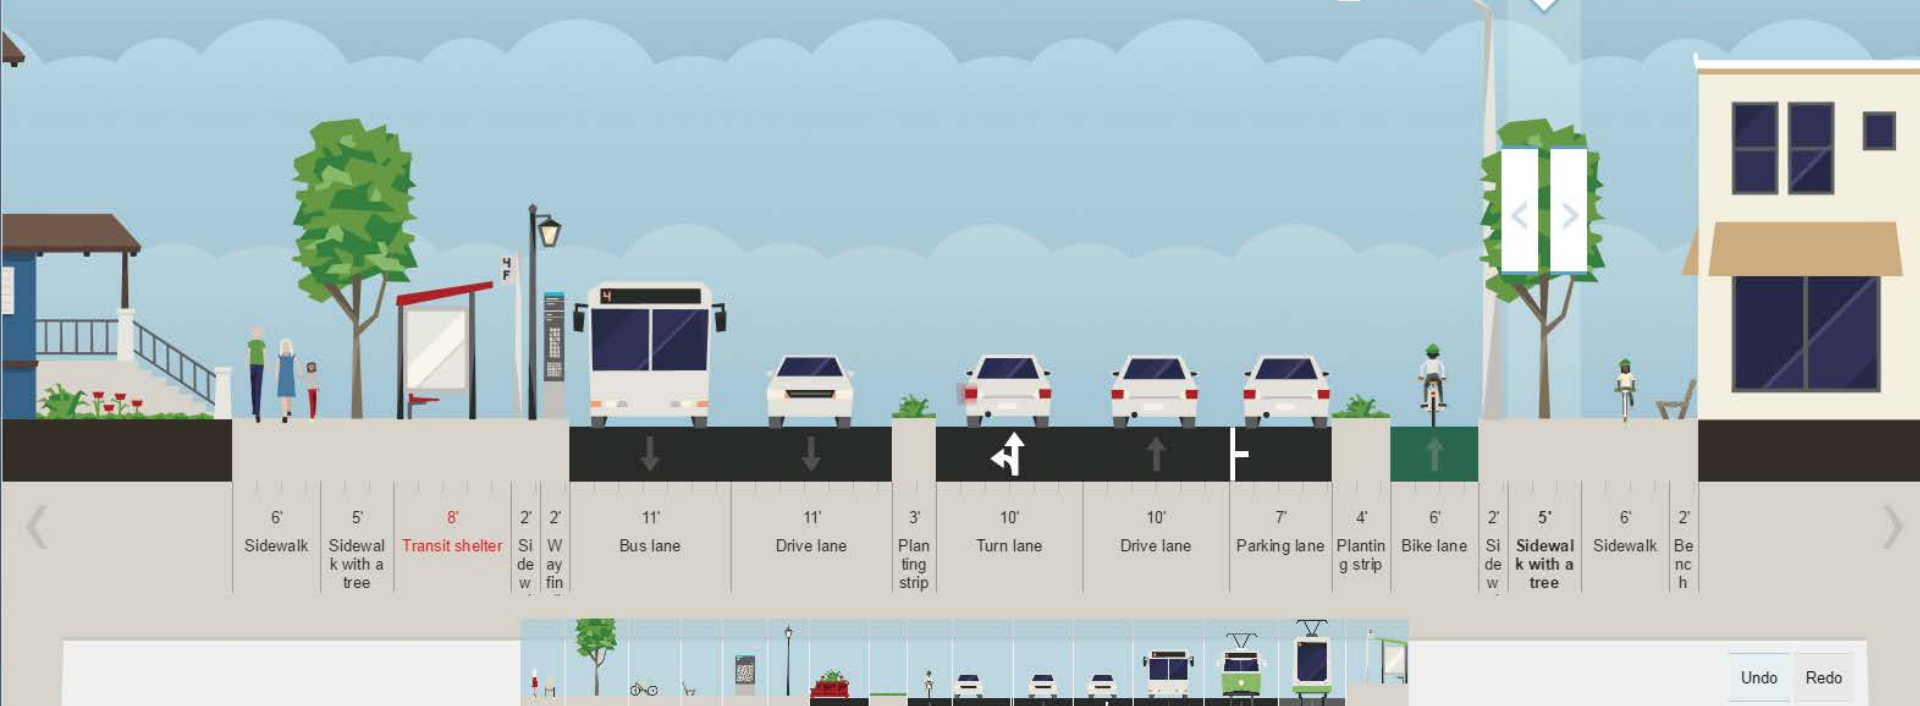 4
F
4
6' 5' 8' 2' 2' 11' 11' 3' 10' 10' 7' 4' 6' 2' 5' 6' 2'
Sidewalk
Sidewal
k with a
tree
Transit shelter
Si
de
w
W
ay
fin
Bus lane
Drive lane
Plan
ting
strip
Turn lane
Drive lane
Parking lane
Plantin
g strip
Bike lane
Si
de
w
Sidewal
k with a
tree
Sidewalk
Be
nc
h
Undo
Redo